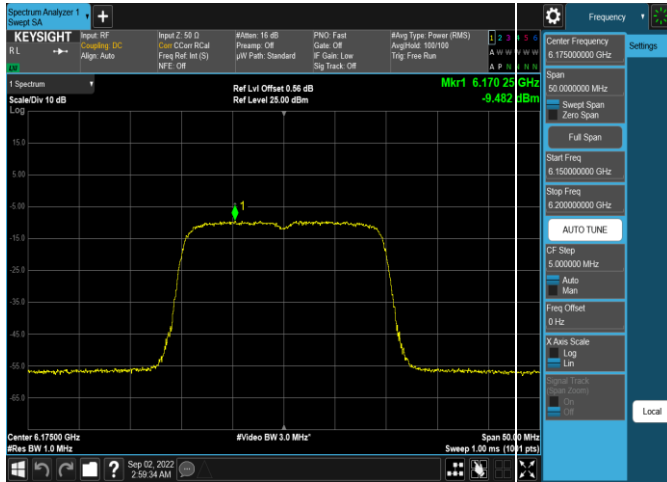 Spectrum Analyzer 1
Swept SA
KEYSIGHT
RL
Input: RF
Coupling: DC
Align: Auto
Input Z: 50 Ω
Corr CCorr RCal
Freq Ref: Int (S)
NFE: Off
#Atten: 16 dB
Preamp: Off
µW Path: Standard
PNO: Fast
Gate: Off
IF Gain: Low
Sig Track: Off
#Avg Type: Power (RMS)
Avg|Hold: 100/100
Trig: Free Run
1 2 3 4 5 6
A W W W W W
A P N N N N
1 Spectrum
Scale/Div 10 dB
Log
Ref Lvl Offset 0.56 dB
Ref Level 25.00 dBm
Mkr1 6.170 25 GHz
-9.482 dBm
15.0
5.00
-5.00
-15.0
-25.0
-35.0
-45.0
-55.0
-65.0
1
Center 6.17500 GHz
#Res BW 1.0 MHz
#Video BW 3.0 MHz*
Span 50.00 MHz
Sweep 1.00 ms (1001 pts)
Sep 02, 2022
2:59:34 AM
Frequency
Settings
Center Frequency
6.175000000 GHz
Span
50.0000000 MHz
Swept Span
Zero Span
Full Span
Start Freq
6.150000000 GHz
Stop Freq
6.200000000 GHz
AUTO TUNE
CF Step
5.000000 MHz
Auto
Man
Freq Offset
0 Hz
X Axis Scale
Log
Lin
Signal Track
(Span Zoom)
On
Off
Local